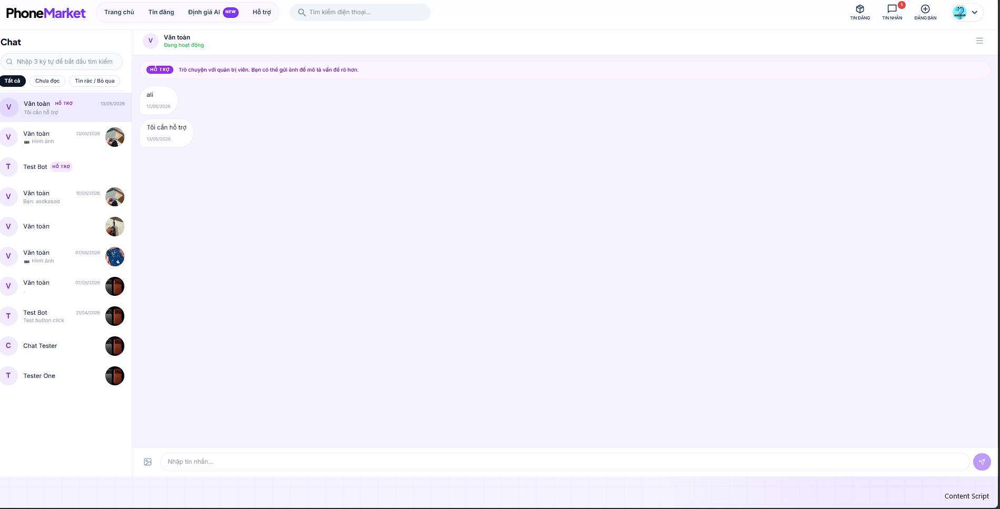 PhoneMarket
Trang chủ
Tin đăng
Định giá AI NEW
Hỗ trợ
Tìm kiếm điện thoại...
TIN ĐĂNG
1
TIN NHẮN
ĐĂNG BÁN
Chat
Nhập 3 ký tự để bắt đầu tìm kiếm
Tất cả
Chưa đọc
Tin rác / Bỏ qua
V
Văn toàn HỖ TRỢ 13/05/2026
Tôi cần hỗ trợ
V
Văn toàn 13/05/2026
Hình ảnh
T
Test Bot HỖ TRỢ
V
Văn toàn 10/05/2026
Bạn: asdkasod
V
Văn toàn
V
Văn toàn 07/05/2026
Hình ảnh
V
Văn toàn 07/05/2026
.
T
Test Bot 21/04/2026
Test button click
C
Chat Tester
T
Tester One
V
Văn toàn
Đang hoạt động
HỖ TRỢ Trò chuyện với quản trị viên. Bạn có thể gửi ảnh để mô tả vấn đề rõ hơn.
ali
12/05/2026
Tôi cần hỗ trợ
13/05/2026
Nhập tin nhắn...
Content Script